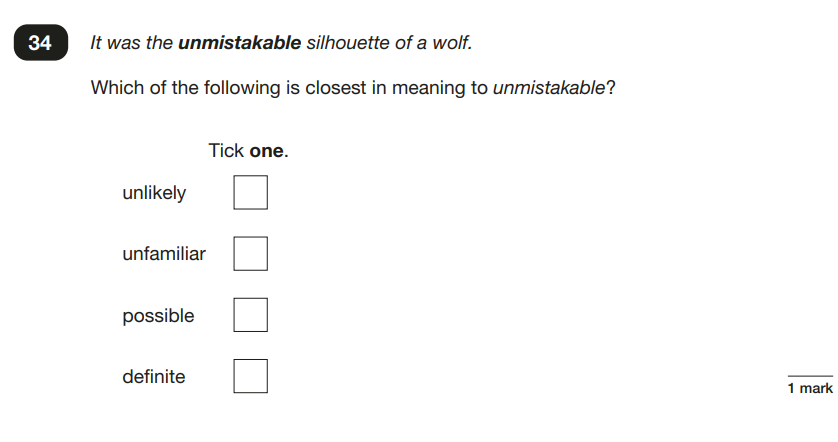 34 It was the unmistakable silhouette of a wolf.
Which of the following is closest in meaning to unmistakable?
Tick one.
unlikely
unfamiliar
possible
definite
1 mark